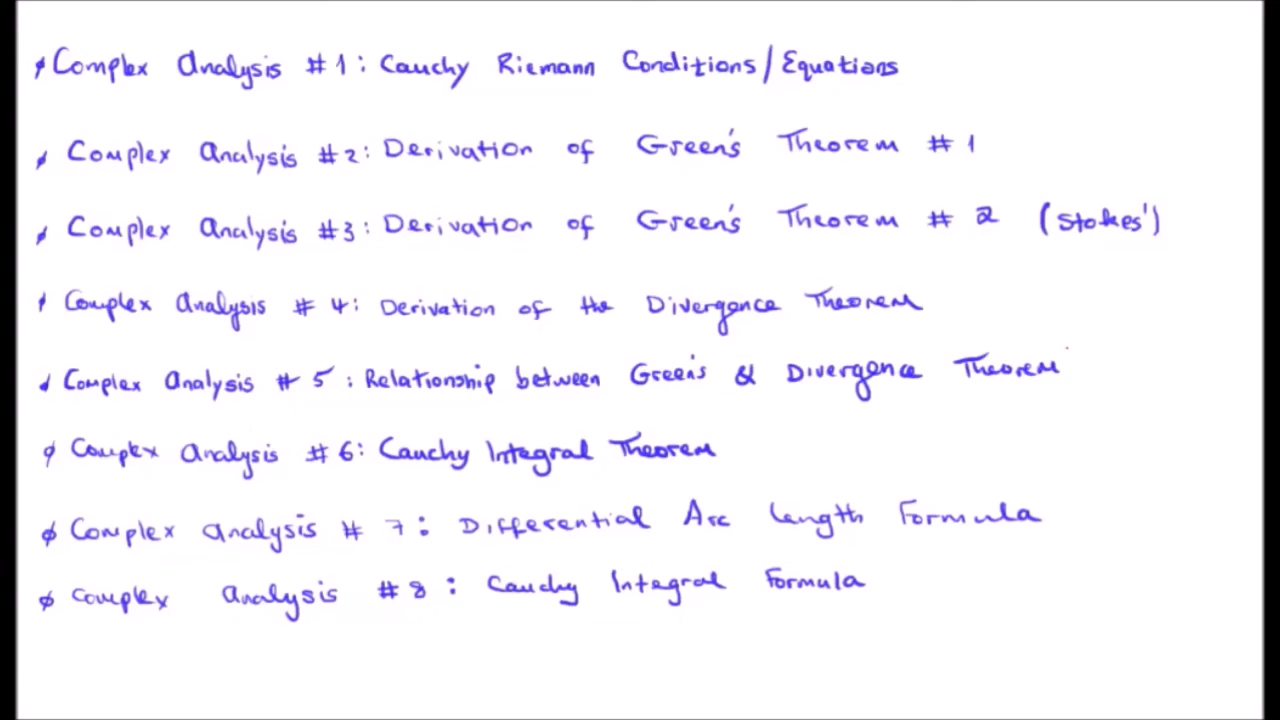 Complex Analysis #1: Cauchy Riemann Conditions/Equations
Complex Analysis #2: Derivation of Green's Theorem #1
Complex Analysis #3: Derivation of Green's Theorem #2 (Stokes')
Complex Analysis #4: Derivation of the Divergence Theorem
Complex Analysis #5: Relationship between Green's & Divergence Theorem
Complex Analysis #6: Cauchy Integral Theorem
Complex Analysis #7: Differential Arc Length Formula
Complex Analysis #8: Cauchy Integral Formula